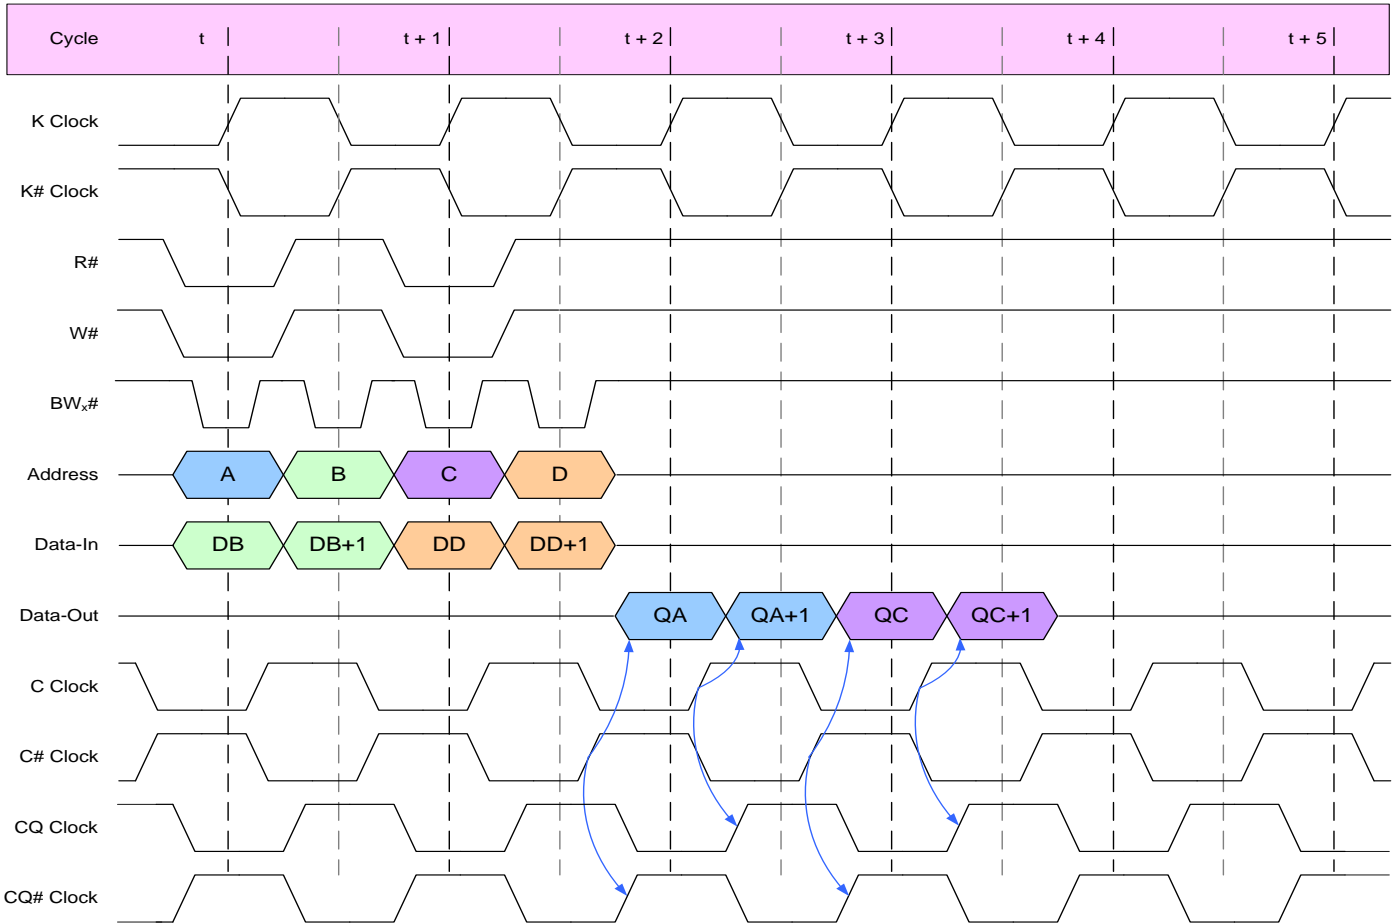 Cycle t t + 1 t + 2 t + 3 t + 4 t + 5
K Clock
K# Clock
R#
W#
BWx#
Address A B C D
Data-In DB DB+1 DD DD+1
Data-Out QA QA+1 QC QC+1
C Clock
C# Clock
CQ Clock
CQ# Clock